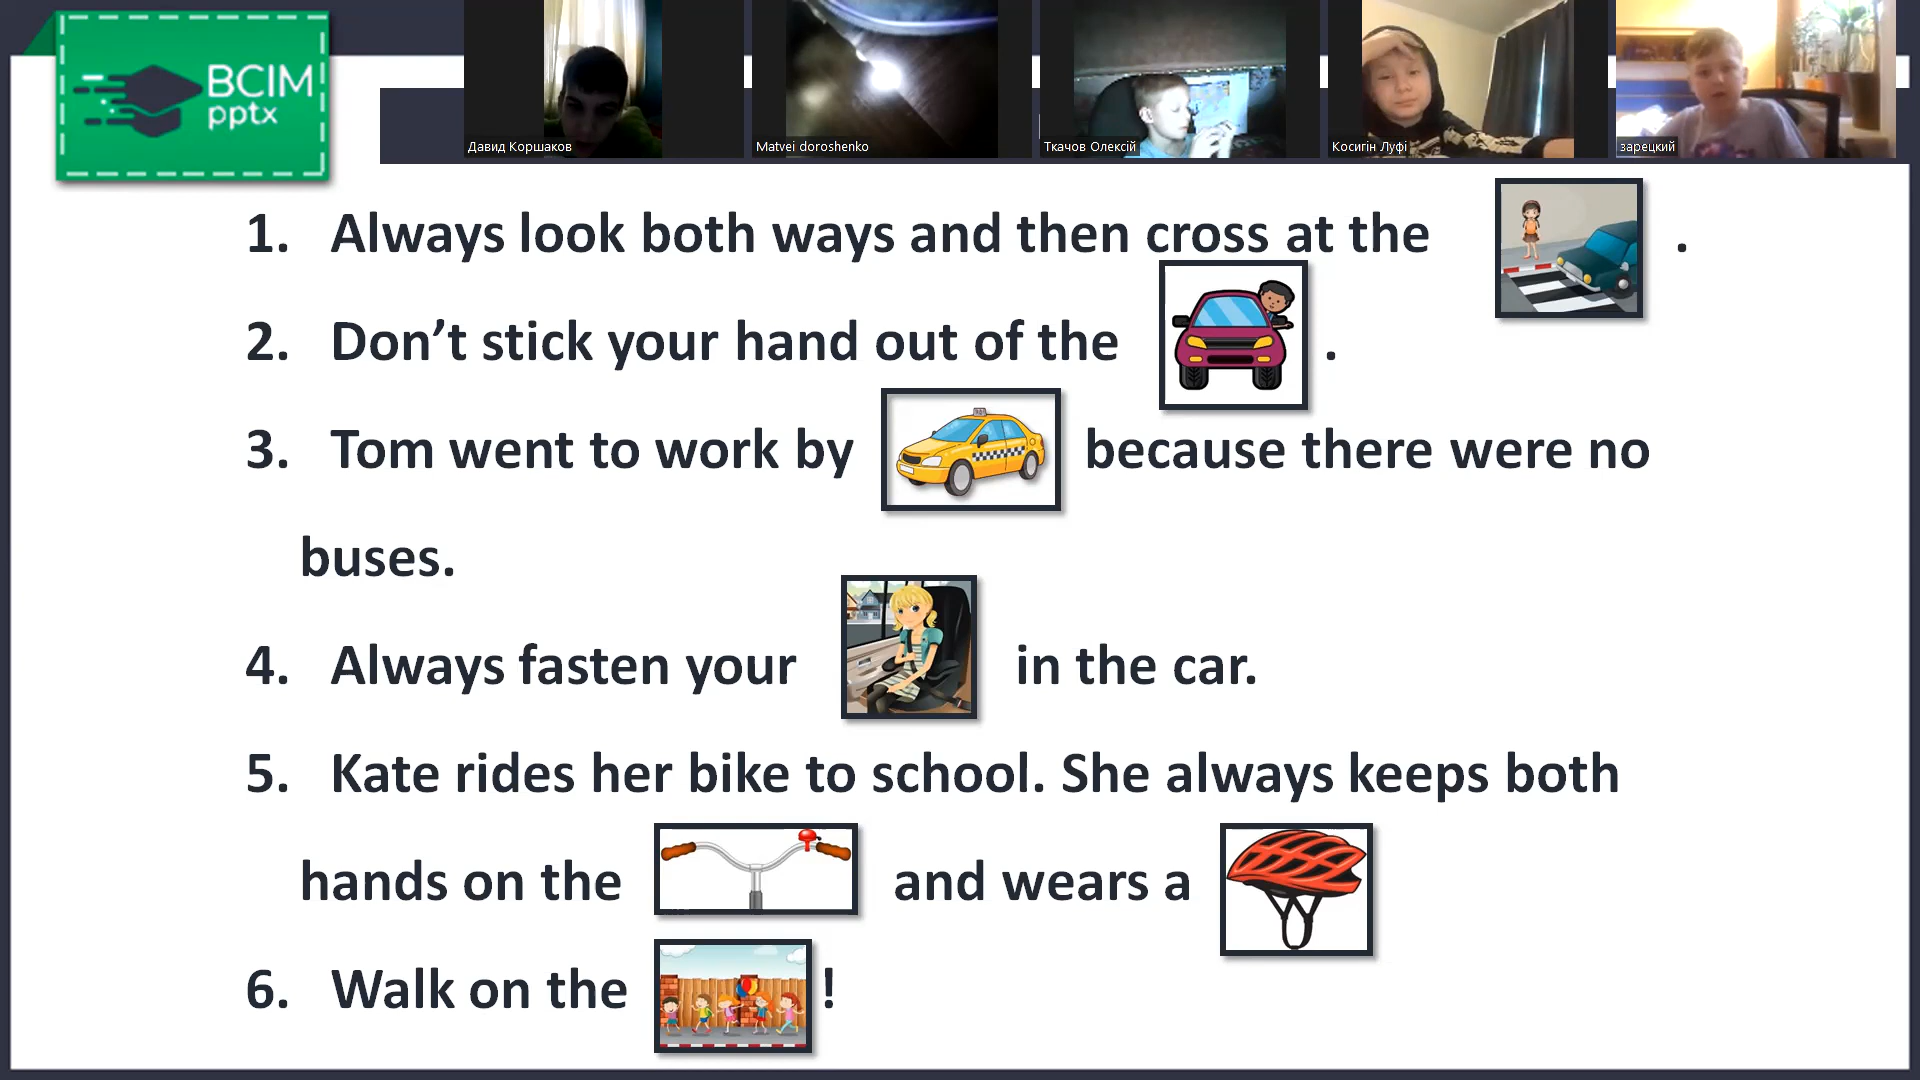 BCIM
pptx
Давид Коршаков
Matvei doroshenko
Ткачов Олексій
Косигін Луфі
зарецкий
1. Always look both ways and then cross at the .
2. Don’t stick your hand out of the .
3. Tom went to work by because there were no
buses.
4. Always fasten your in the car.
5. Kate rides her bike to school. She always keeps both
hands on the and wears a
6. Walk on the !